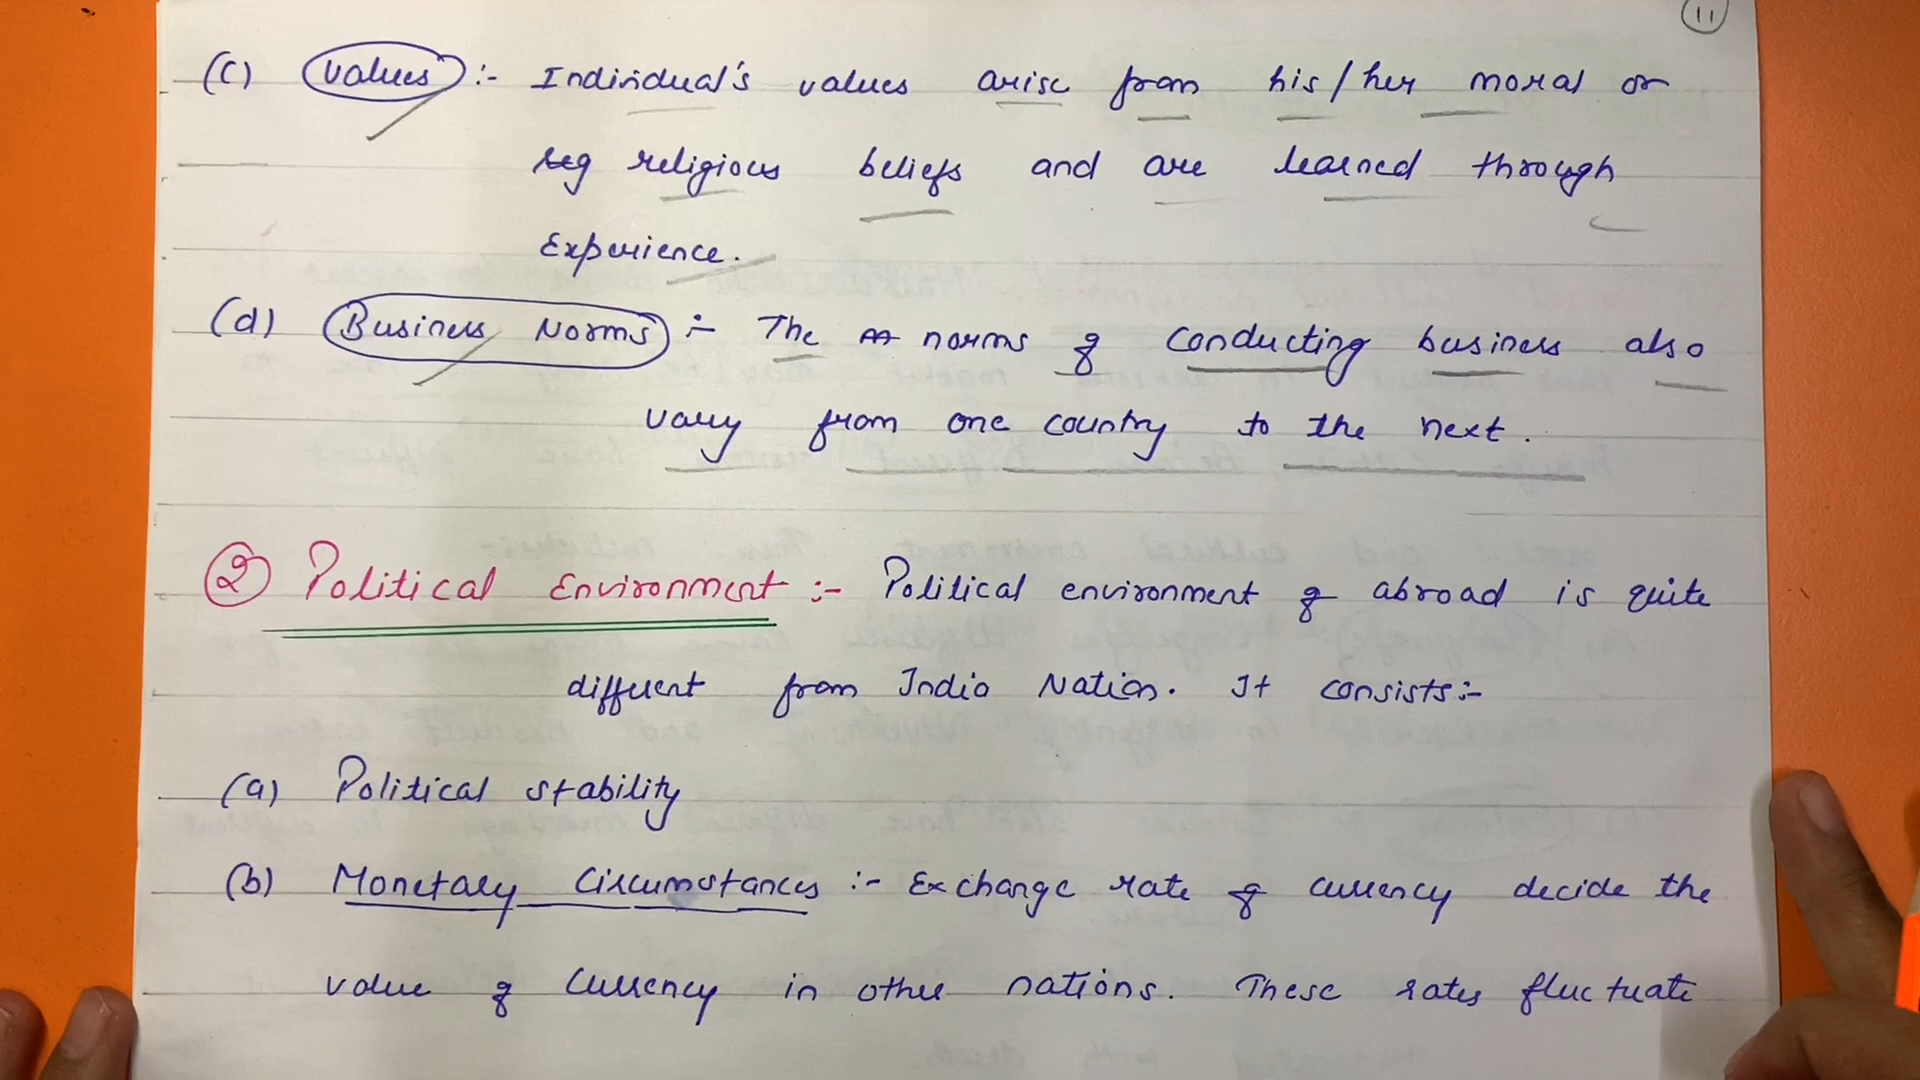 11
(c) Values :- Individual's values arise from his/her moral or
reg religious beliefs and are learned through
Experience.
(d) Business Norms :- The norms of conducting business also
vary from one country to the next.
② Political Environment :- Political environment of abroad is quite
different from India Nation. It consists :-
(a) Political stability
(b) Monetary Circumstances :- Exchange rate of currency decide the
value of currency in other nations. These rates fluctuate